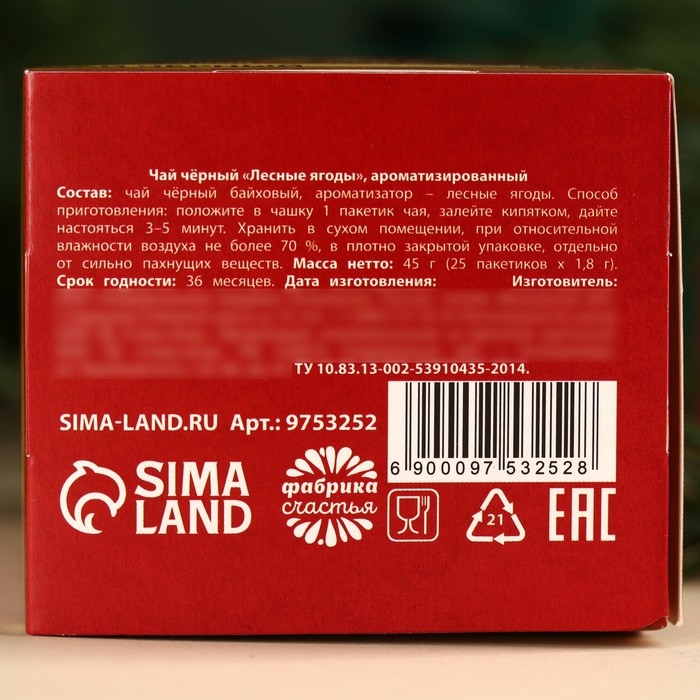 Чай чёрный «Лесные ягоды», ароматизированный
Состав: чай чёрный байховый, ароматизатор – лесные ягоды. Способ
приготовления: положите в чашку 1 пакетик чая, залейте кипятком, дайте
настояться 3–5 минут. Хранить в сухом помещении, при относительной
влажности воздуха не более 70 %, в плотно закрытой упаковке, отдельно
от сильно пахнущих веществ. Масса нетто: 45 г (25 пакетиков x 1,8 г).
Срок годности: 36 месяцев. Дата изготовления: Изготовитель:
ТУ 10.83.13-002-53910435-2014.
SIMA-LAND.RU Арт.: 9753252
6 900097 532528
SIMA
LAND
фабрика
счастья
21
EAC